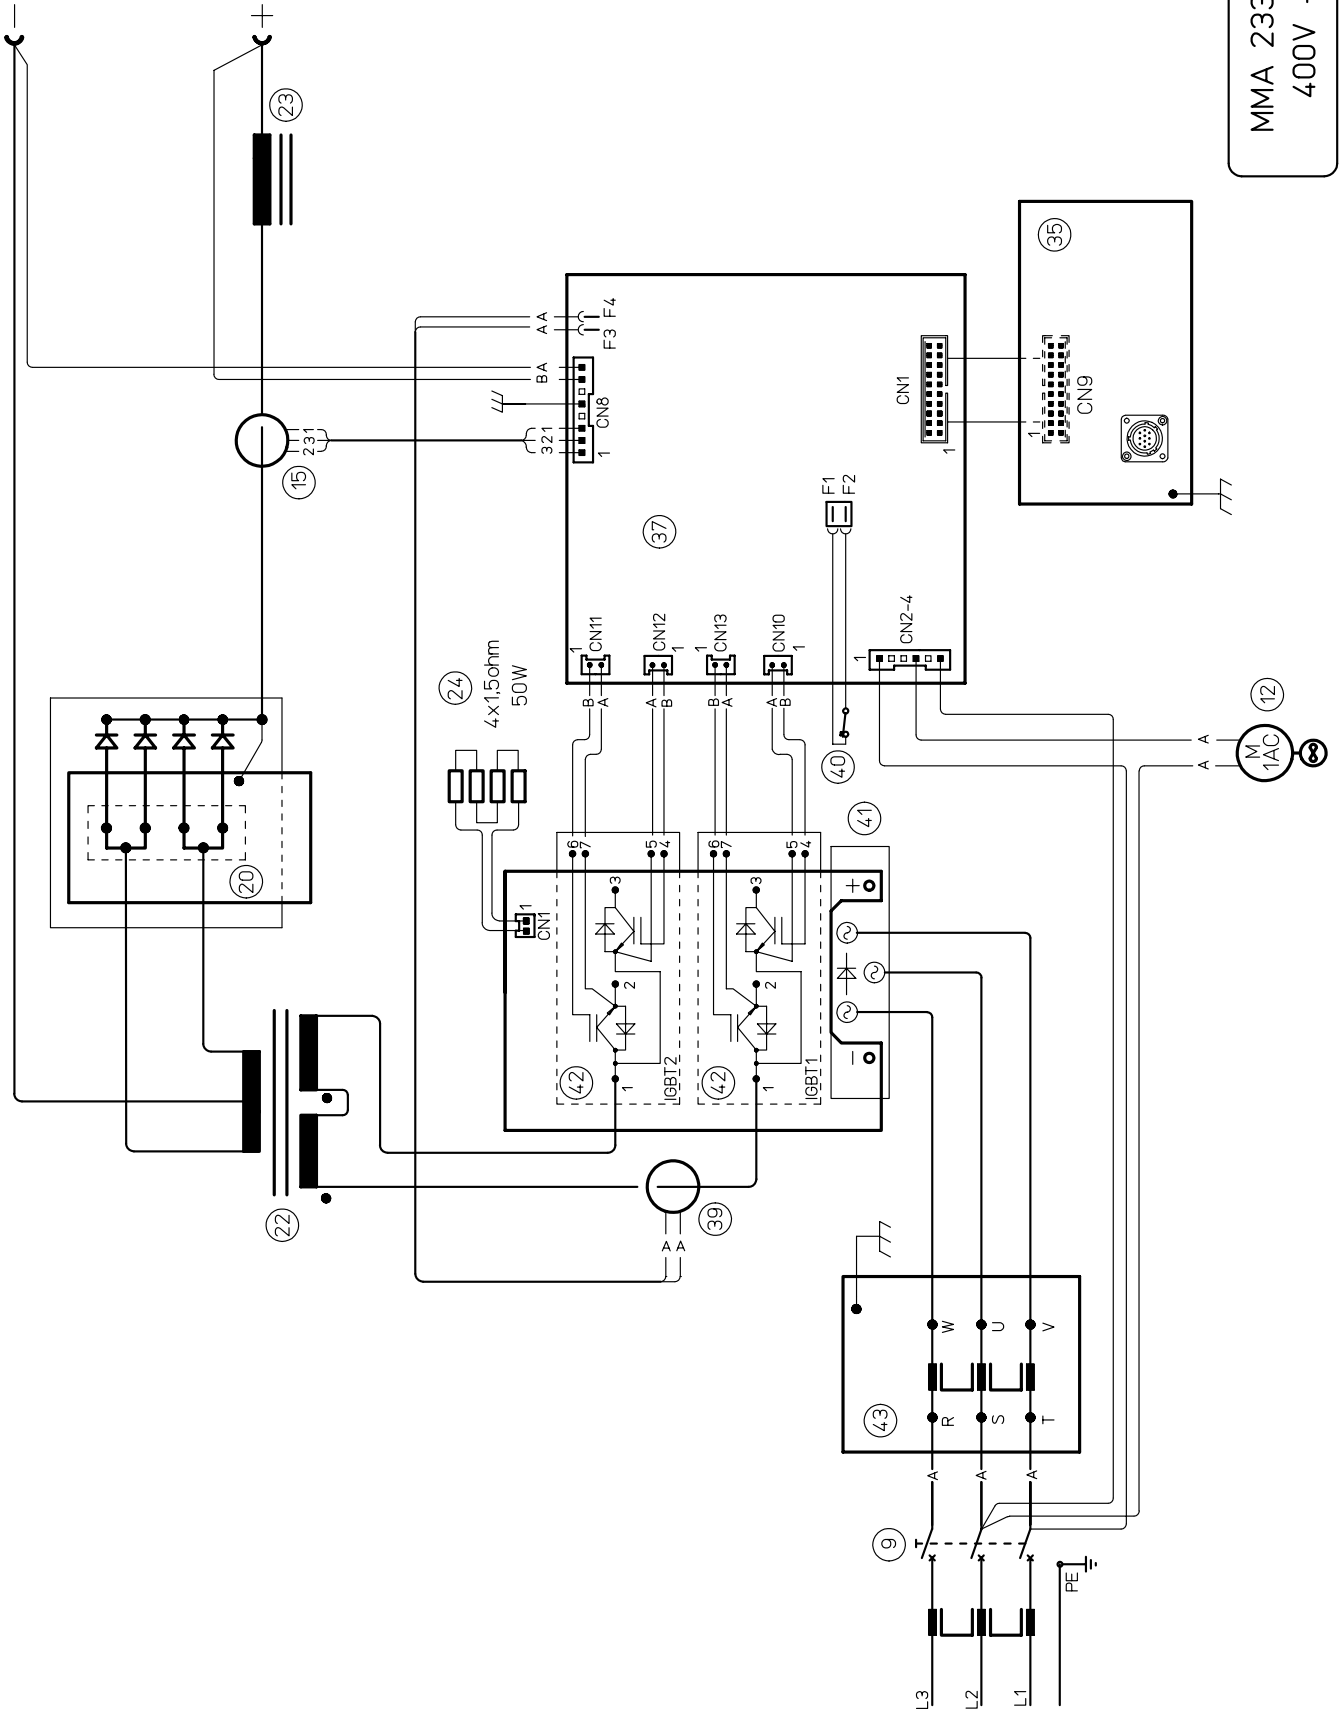 MMA 233
400V -
−
+
23
15
2 3 1
3 2 1
B A
A A
F3
F4
CN8
1
35
CN9
1
CN1
1
37
F1
F2
CN11
1
CN12
1
CN13
1
CN10
1
CN2-4
1
B
A
A
B
B
A
A
B
24
4x1,5ohm
50W
40
12
M
1AC
A
A
20
41
CN1
1
6
7
5
4
3
2
1
42
IGBT2
6
7
5
4
3
2
1
42
IGBT1
+
−
22
39
A
A
43
W
U
V
R
S
T
A
A
A
9
PE
L3
L2
L1